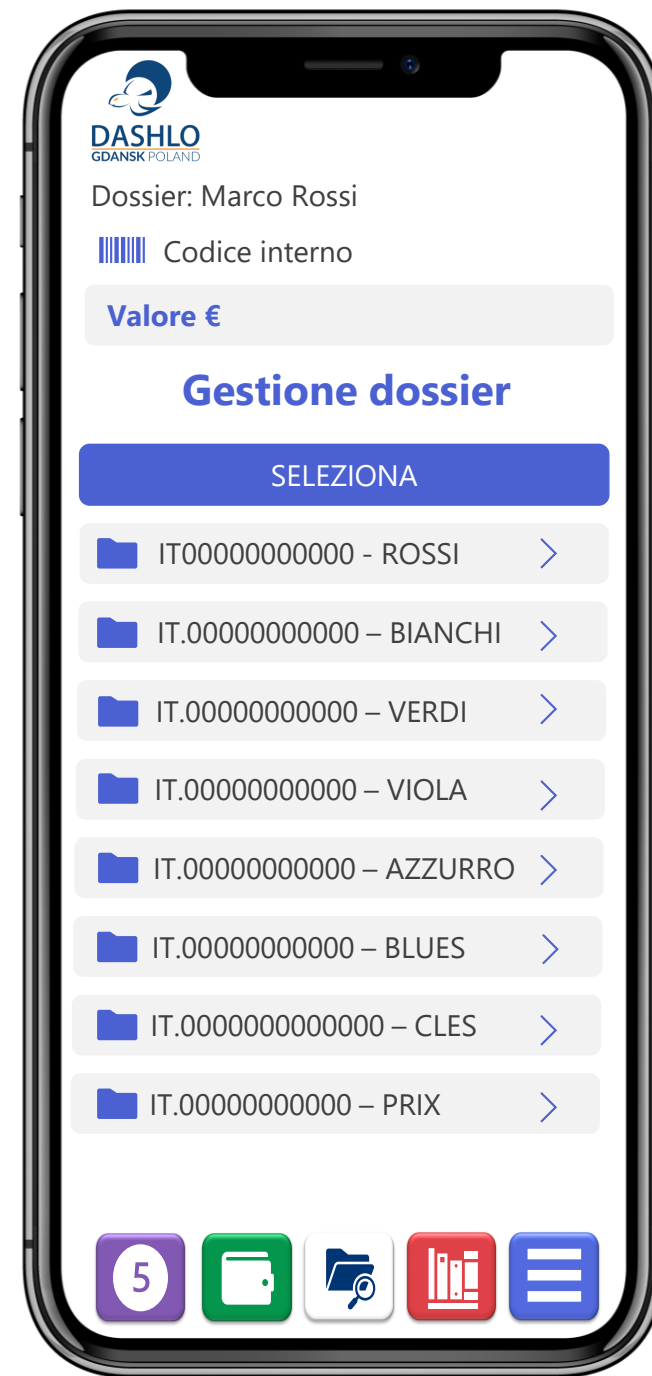 DASHLO
GDANSK POLAND
Dossier: Marco Rossi
Codice interno
Valore €
Gestione dossier
SELEZIONA
IT00000000000 - ROSSI
IT.00000000000 – BIANCHI
IT.00000000000 – VERDI
IT.00000000000 – VIOLA
IT.00000000000 – AZZURRO
IT.00000000000 – BLUES
IT.0000000000000 – CLES
IT.00000000000 – PRIX
5